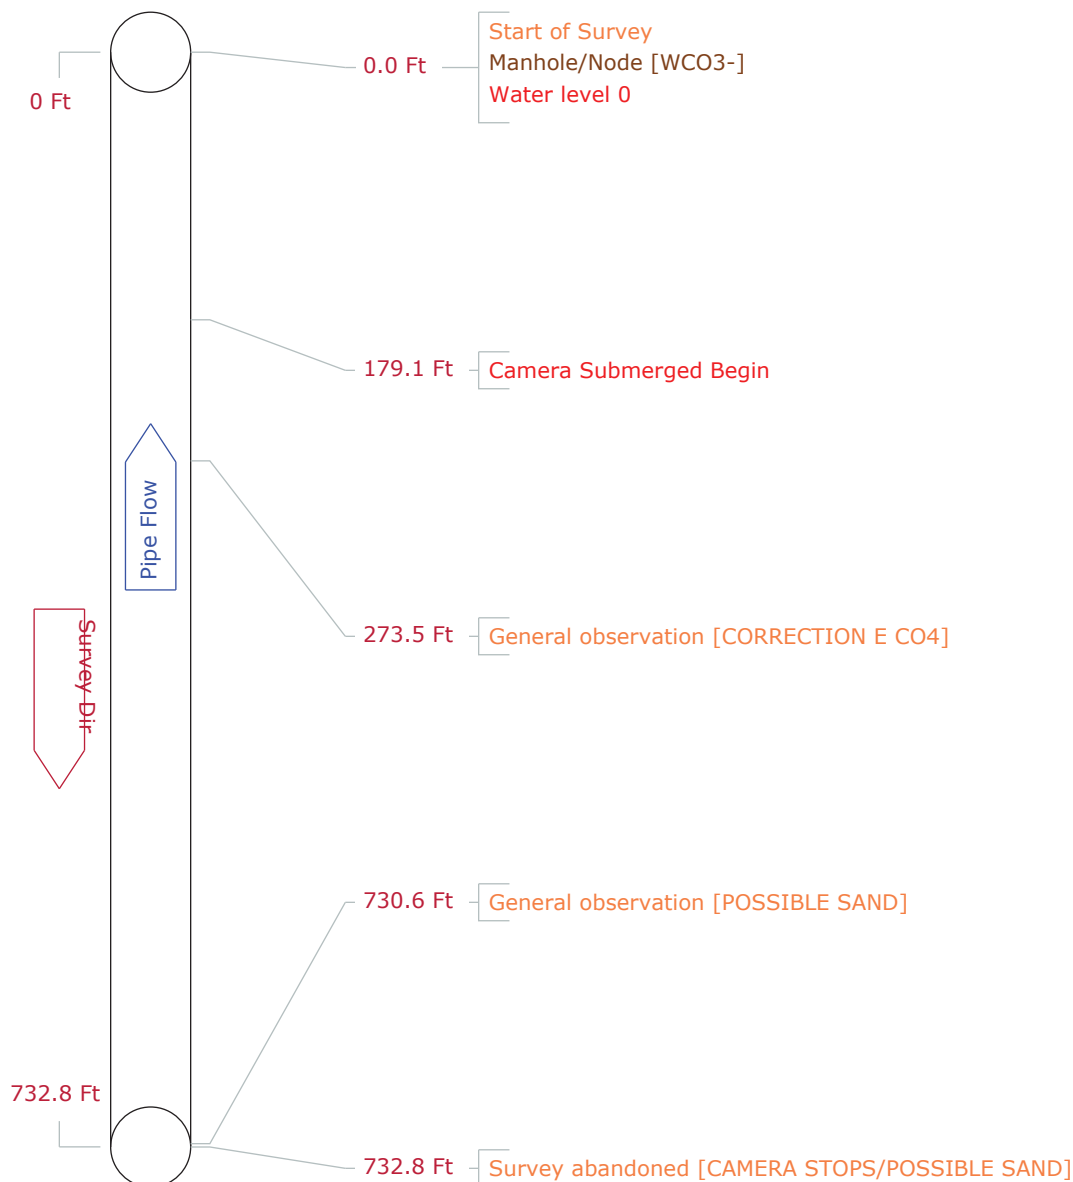 Start of Survey
0.0 Ft
Manhole/Node [WCO3-]
Water level 0
0 Ft
179.1 Ft
Camera Submerged Begin
Pipe Flow
Survey Dir
273.5 Ft
General observation [CORRECTION E CO4]
730.6 Ft
General observation [POSSIBLE SAND]
732.8 Ft
732.8 Ft
Survey abandoned [CAMERA STOPS/POSSIBLE SAND]